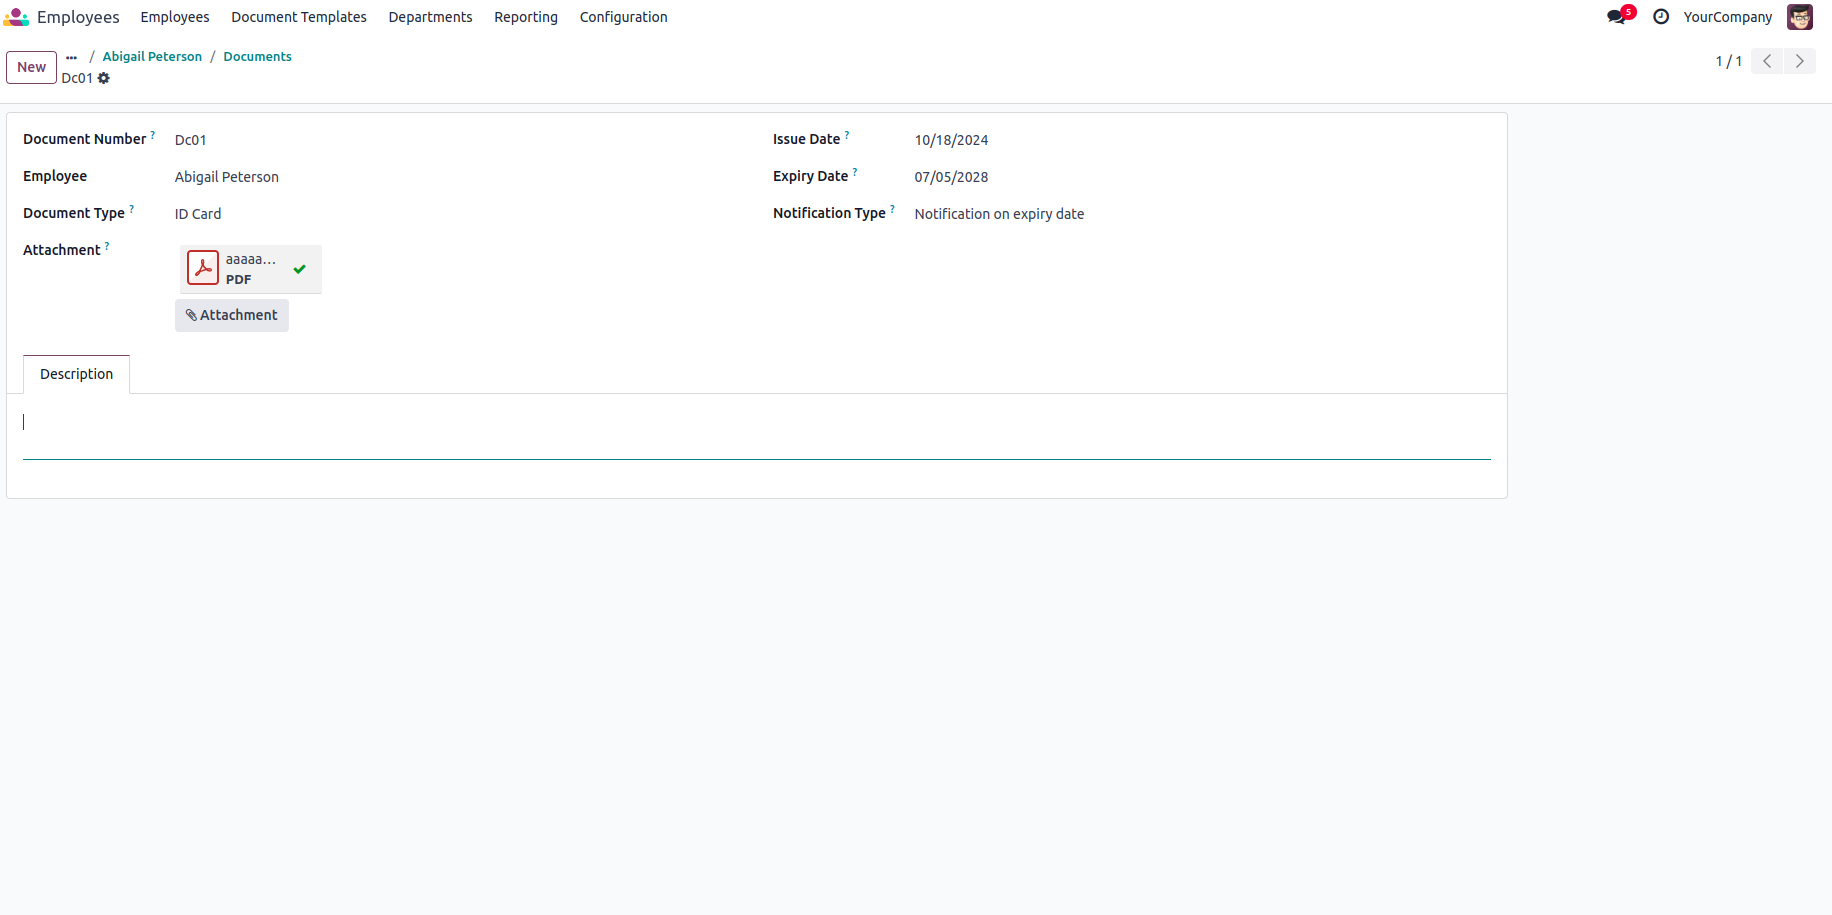 Employees Employees Document Templates Departments Reporting Configuration 5 YourCompany
New ... / Abigail Peterson / Documents 1 / 1
Dc01
Document Number ? Dc01 Issue Date ? 10/18/2024
Employee Abigail Peterson Expiry Date ? 07/05/2028
Document Type ? ID Card Notification Type ? Notification on expiry date
Attachment ? aaaaa...
PDF
Attachment
Description